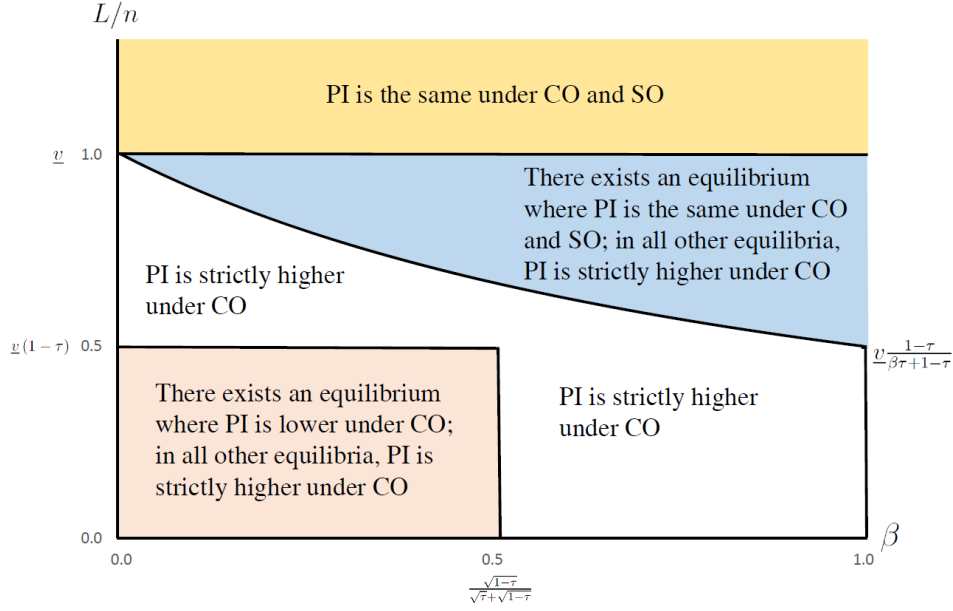 L/n
PI is the same under CO and SO
v 1.0
There exists an equilibrium
where PI is the same under CO
and SO; in all other equilibria,
PI is strictly higher under CO
PI is strictly higher
under CO
v(1−τ) 0.5
v (1−τ)/(βτ+1−τ)
There exists an equilibrium
where PI is lower under CO;
in all other equilibria, PI is
strictly higher under CO
PI is strictly higher
under CO
0.0
β
0.0 0.5 1.0
√(1−τ)/(√τ+√(1−τ))